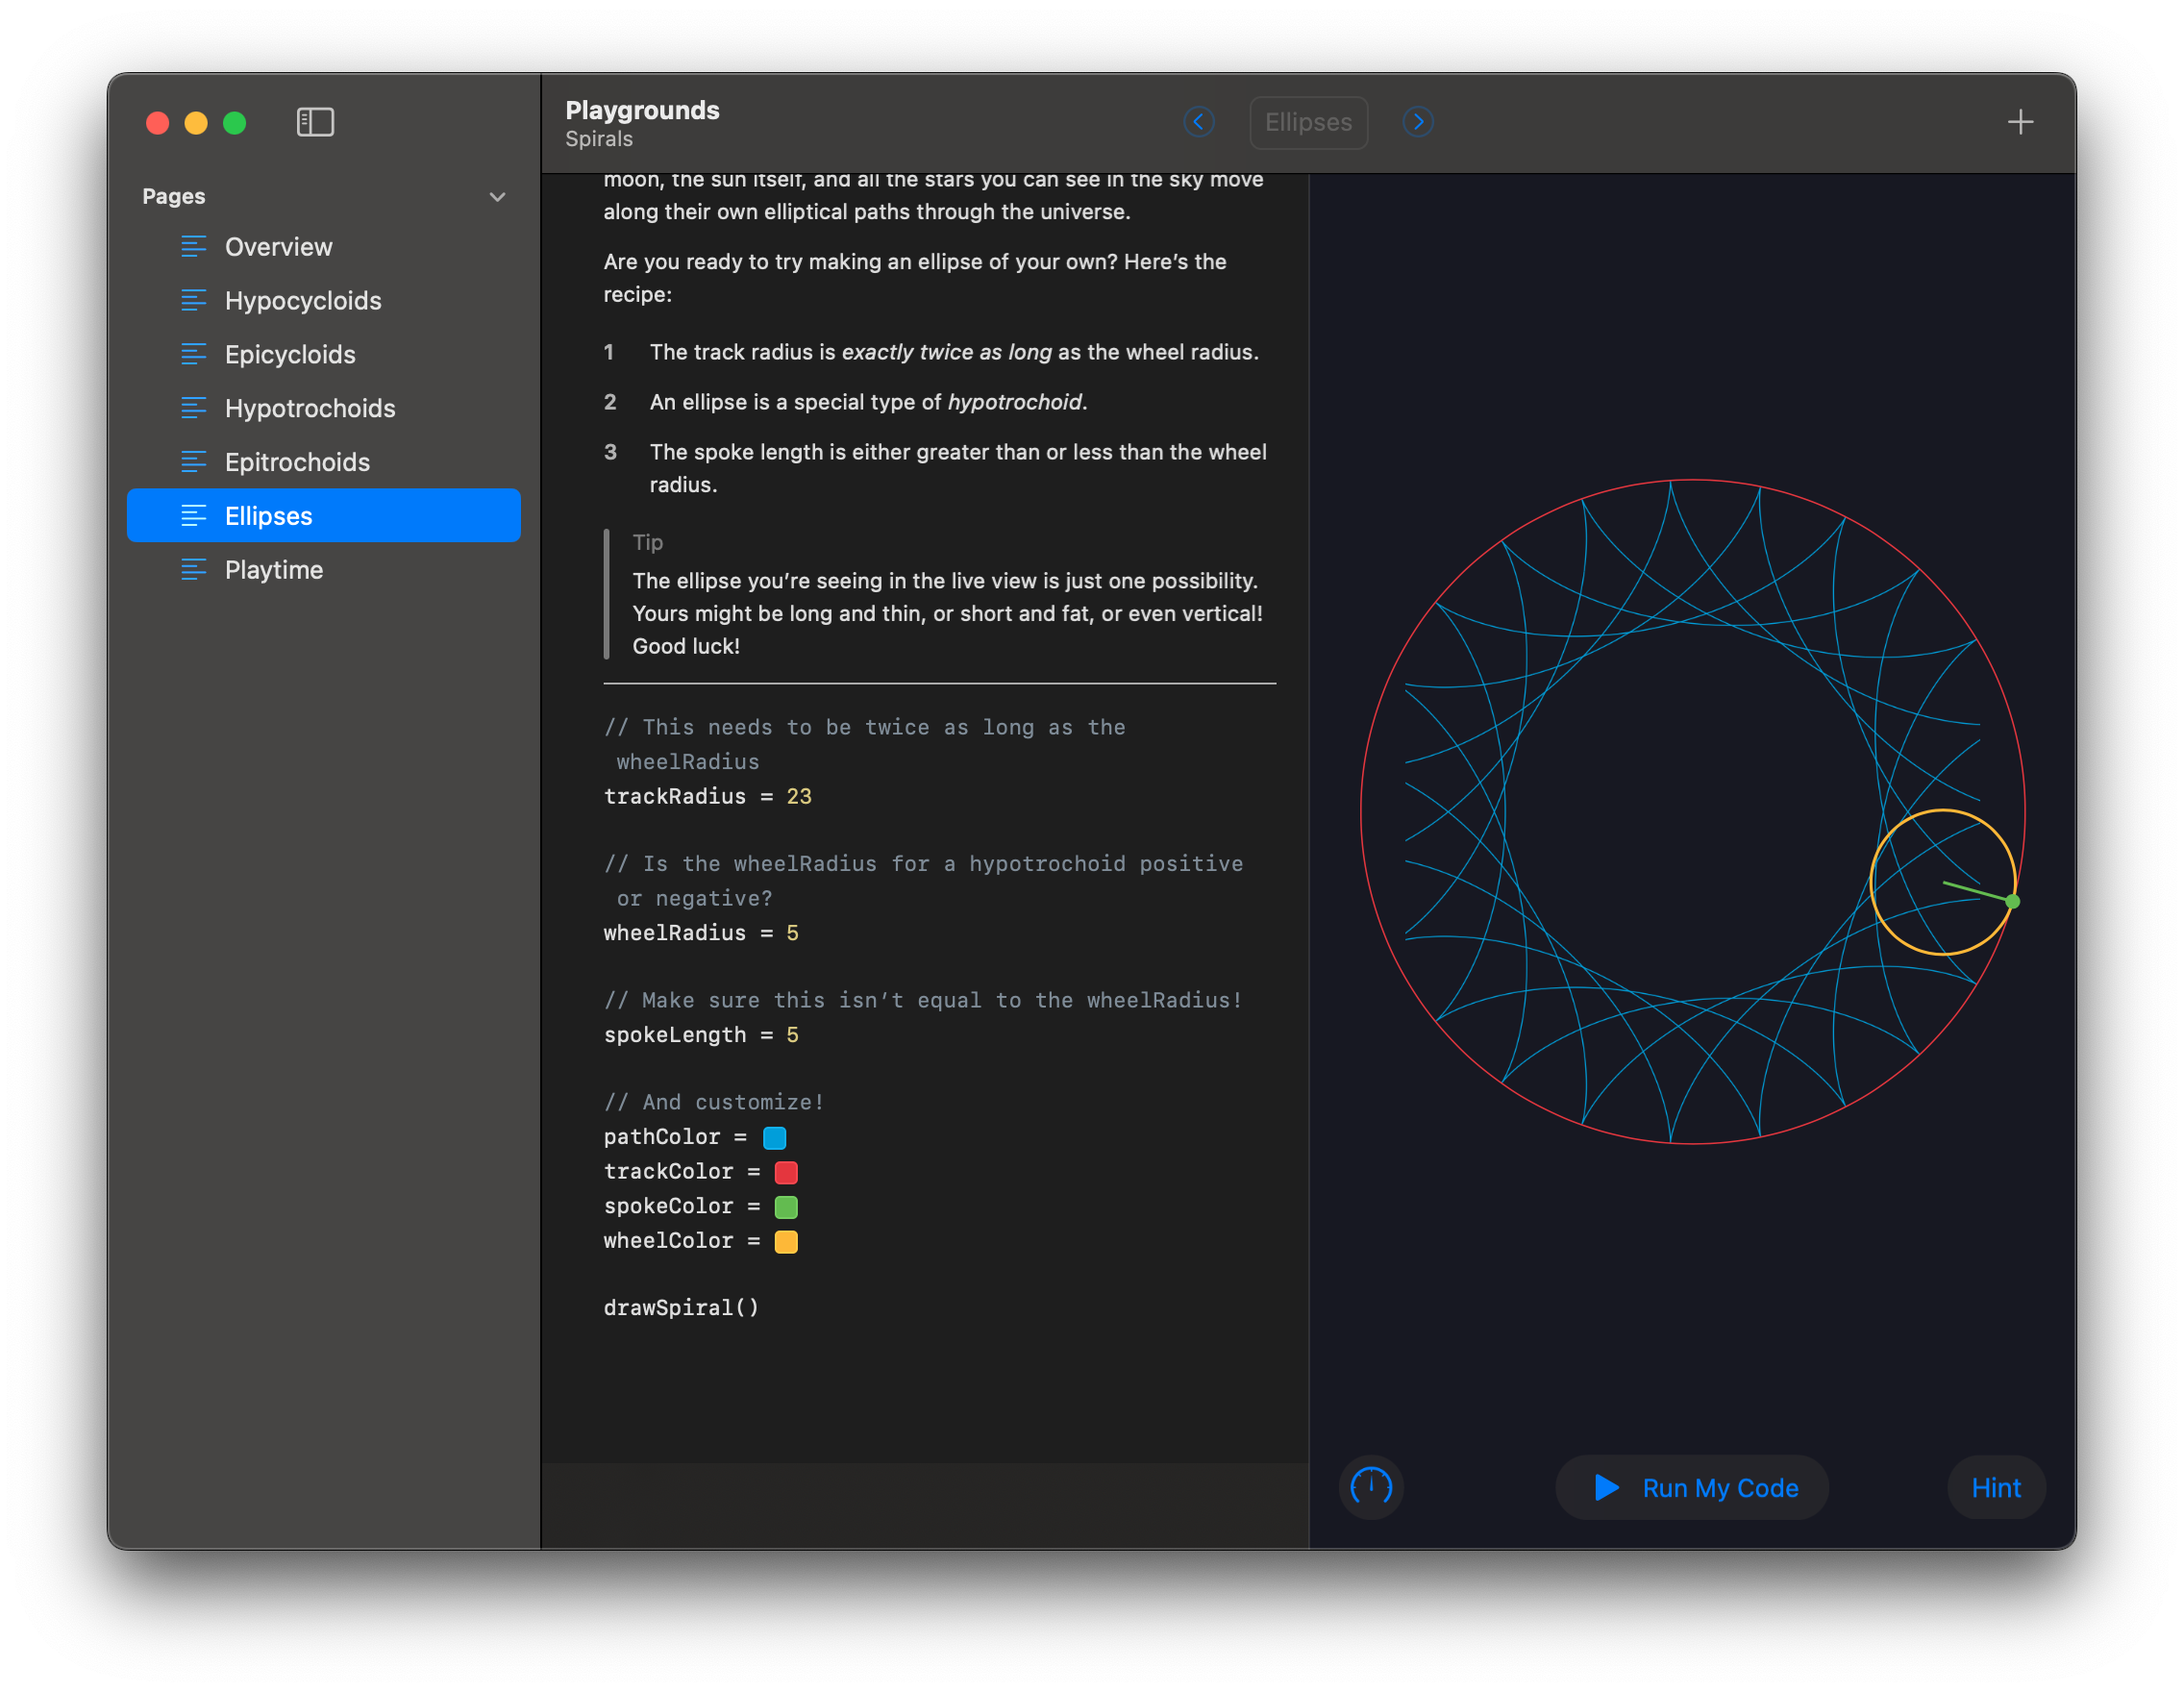 Playgrounds
Spirals
Ellipses
Pages
Overview
Hypocycloids
Epicycloids
Hypotrochoids
Epitrochoids
Ellipses
Playtime
moon, the sun itself, and all the stars you can see in the sky move
along their own elliptical paths through the universe.
Are you ready to try making an ellipse of your own? Here’s the
recipe:
1 The track radius is exactly twice as long as the wheel radius.
2 An ellipse is a special type of hypotrochoid.
3 The spoke length is either greater than or less than the wheel
radius.
Tip
The ellipse you’re seeing in the live view is just one possibility.
Yours might be long and thin, or short and fat, or even vertical!
Good luck!
// This needs to be twice as long as the
wheelRadius
trackRadius = 23
// Is the wheelRadius for a hypotrochoid positive
or negative?
wheelRadius = 5
// Make sure this isn’t equal to the wheelRadius!
spokeLength = 5
// And customize!
pathColor =
trackColor =
spokeColor =
wheelColor =
drawSpiral()
Run My Code
Hint